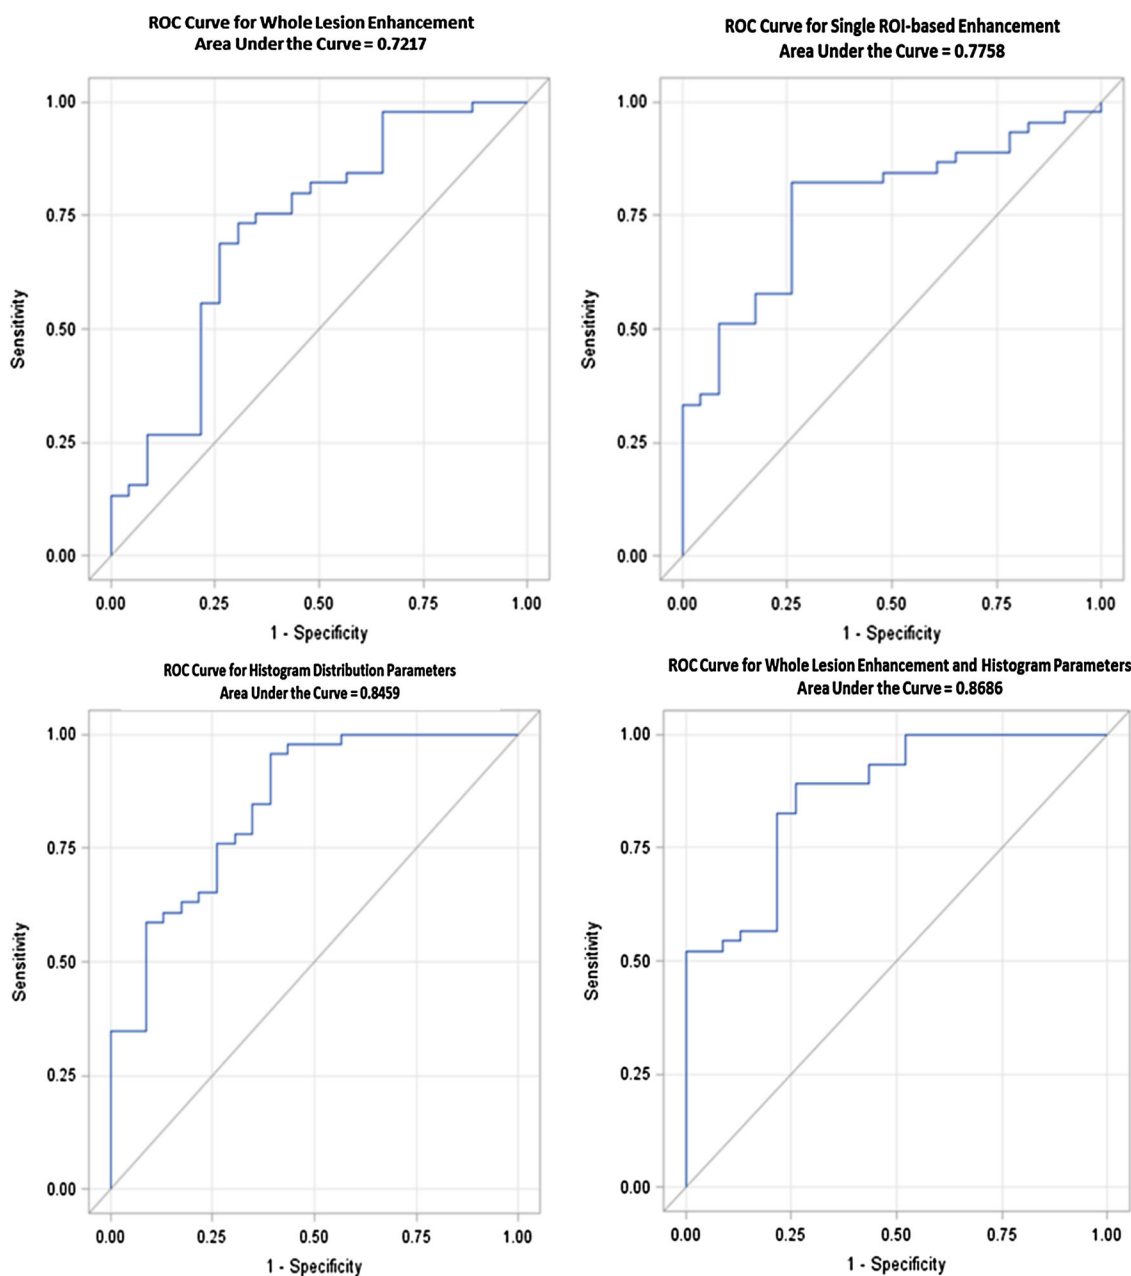 ROC Curve for Whole Lesion Enhancement
Area Under the Curve = 0.7217
1.00
0.75
0.50
0.25
0.00
Sensitivity
0.00 0.25 0.50 0.75 1.00
1 - Specificity
ROC Curve for Single ROI-based Enhancement
Area Under the Curve = 0.7758
1.00
0.75
0.50
0.25
0.00
Sensitivity
0.00 0.25 0.50 0.75 1.00
1 - Specificity
ROC Curve for Histogram Distribution Parameters
Area Under the Curve = 0.8459
1.00
0.75
0.50
0.25
0.00
Sensitivity
0.00 0.25 0.50 0.75 1.00
1 - Specificity
ROC Curve for Whole Lesion Enhancement and Histogram Parameters
Area Under the Curve = 0.8686
1.00
0.75
0.50
0.25
0.00
Sensitivity
0.00 0.25 0.50 0.75 1.00
1 - Specificity